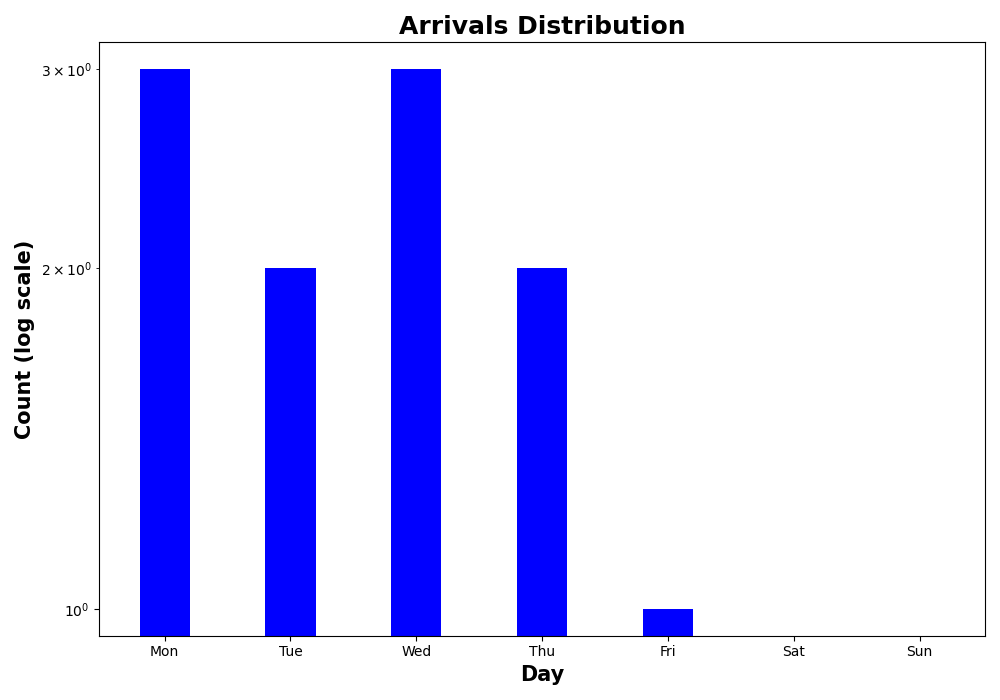 Arrivals Distribution
3 × 10⁰
2 × 10⁰
10⁰
Count (log scale)
Mon Tue Wed Thu Fri Sat Sun
Day